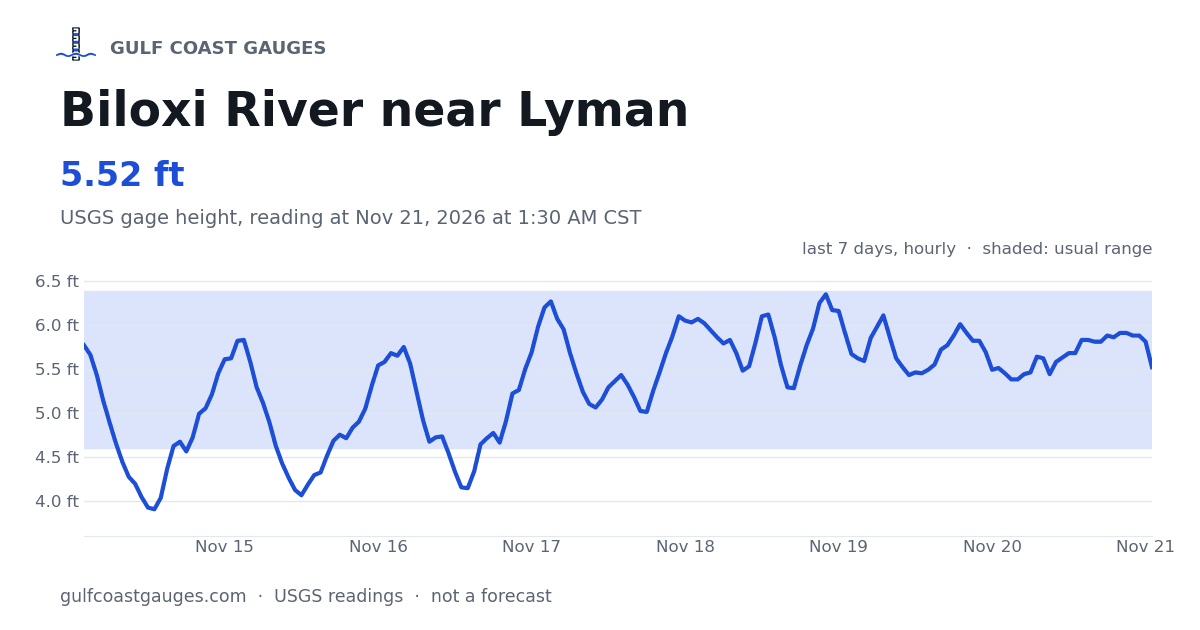 GULF COAST GAUGES
Biloxi River near Lyman
5.52 ft
USGS gage height, reading at Nov 21, 2026 at 1:30 AM CST
last 7 days, hourly · shaded: usual range
6.5 ft
6.0 ft
5.5 ft
5.0 ft
4.5 ft
4.0 ft
Nov 15 Nov 16 Nov 17 Nov 18 Nov 19 Nov 20 Nov 21
gulfcoastgauges.com · USGS readings · not a forecast